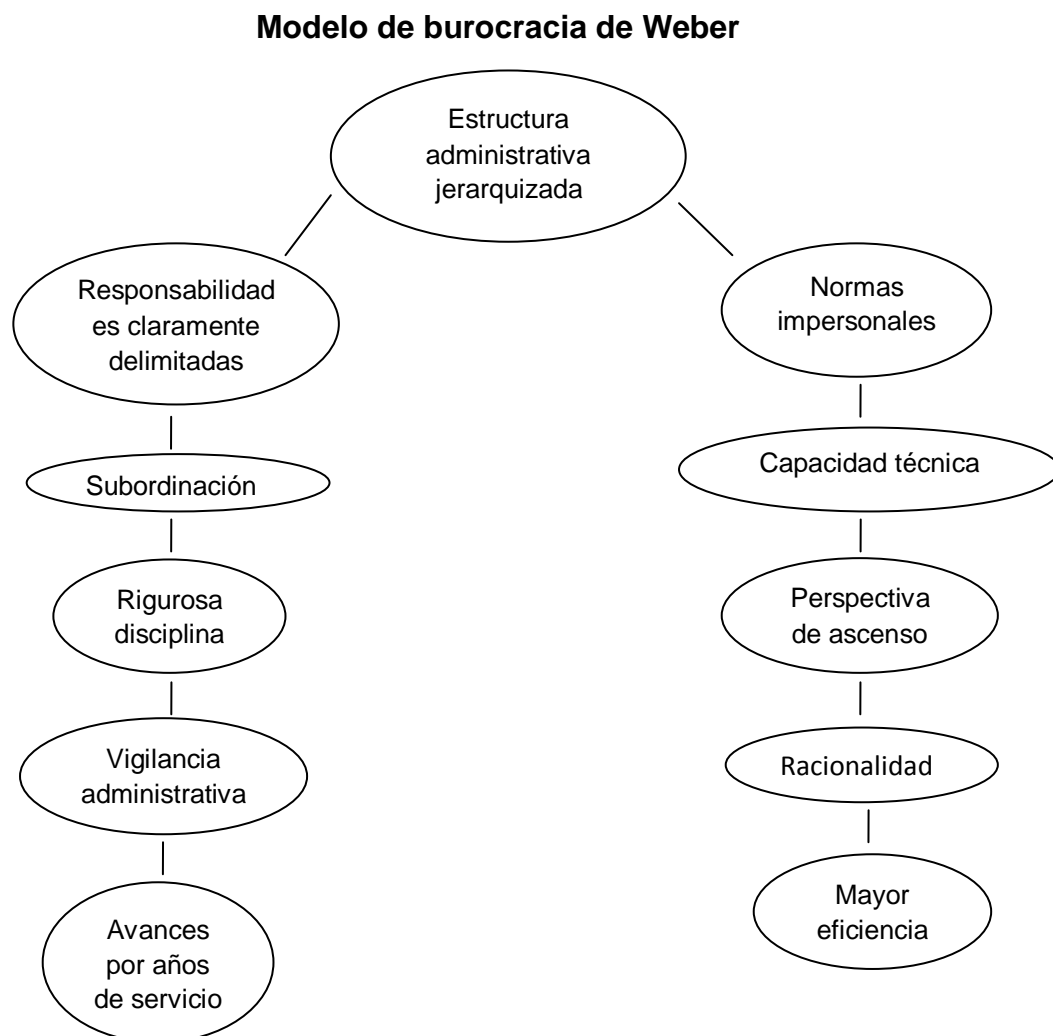 Modelo de burocracia de Weber
Estructura
administrativa
jerarquizada
Responsabilidad
es claramente
delimitadas
Normas
impersonales
Subordinación
Capacidad técnica
Rigurosa
disciplina
Perspectiva
de ascenso
Vigilancia
administrativa
Racionalidad
Avances
por años
de servicio
Mayor
eficiencia